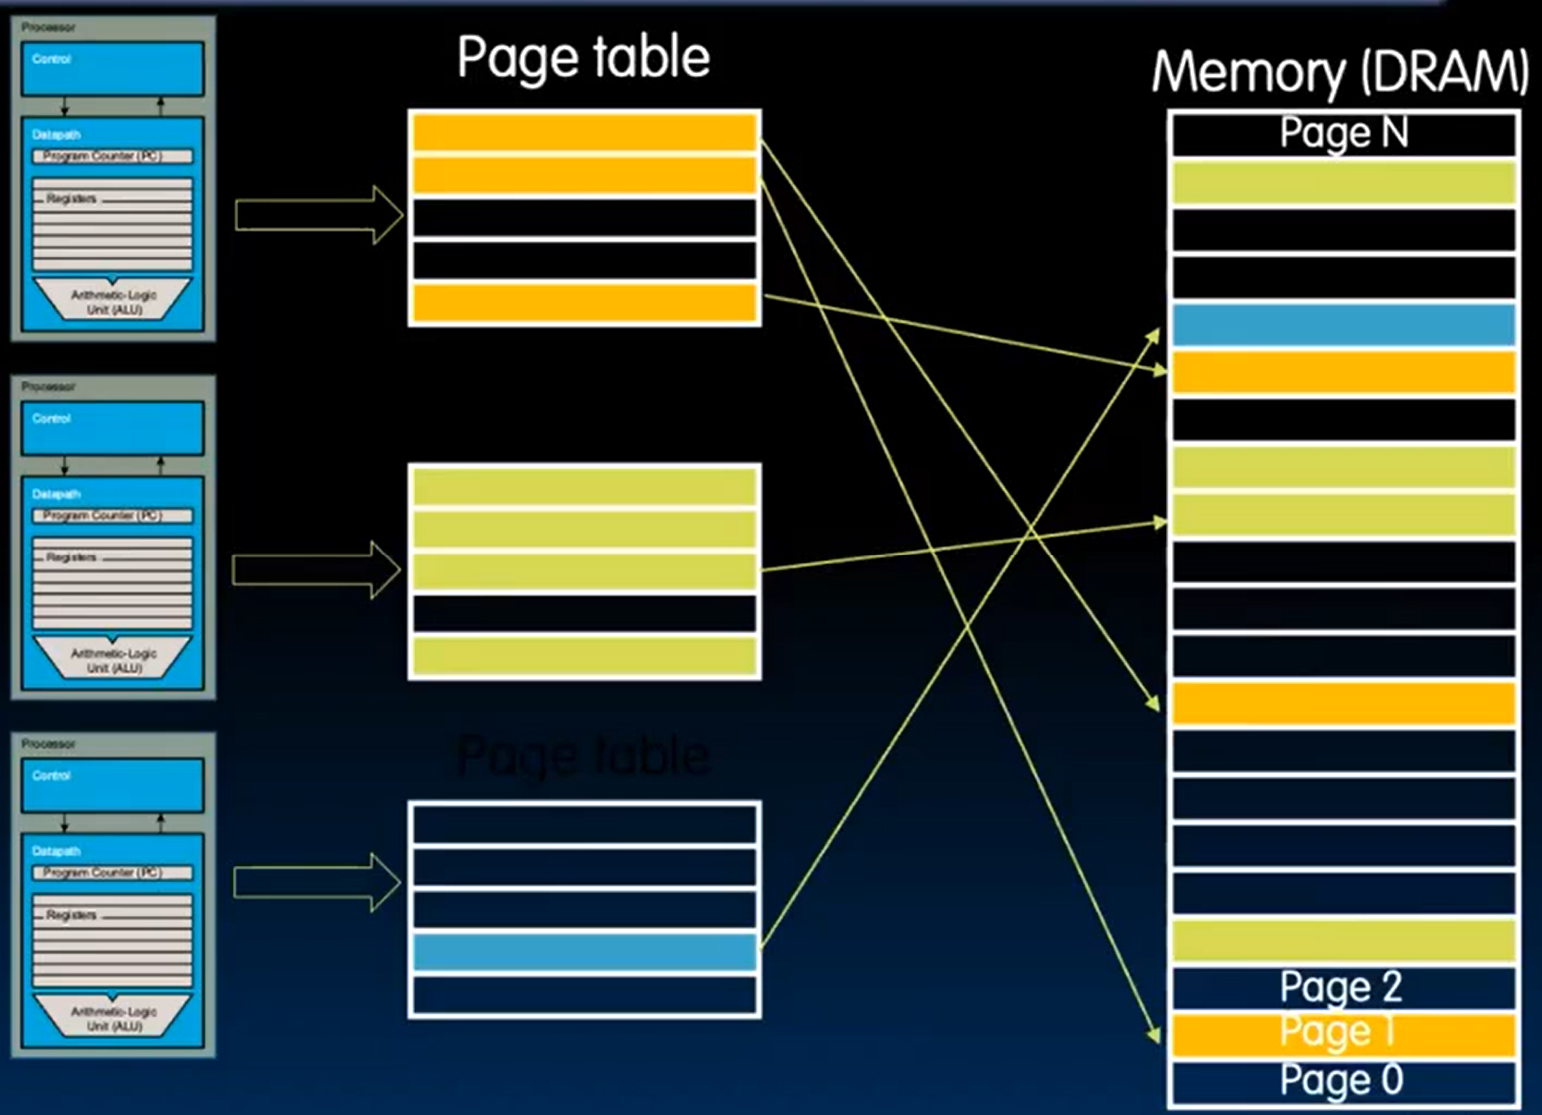 Page table
Memory (DRAM)
Processor
Control
Datapath
Program Counter (PC)
Registers
Arithmetic-Logic
Unit (ALU)
Processor
Control
Datapath
Program Counter (PC)
Registers
Arithmetic-Logic
Unit (ALU)
Page table
Processor
Control
Datapath
Program Counter (PC)
Registers
Arithmetic-Logic
Unit (ALU)
Page N
Page 2
Page 1
Page 0